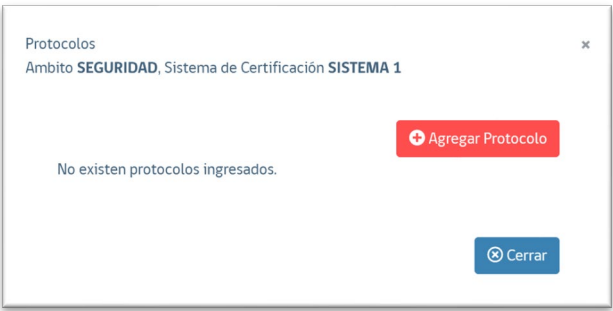 Protocolos
Ambito SEGURIDAD, Sistema de Certificación SISTEMA 1
Agregar Protocolo
No existen protocolos ingresados.
Cerrar